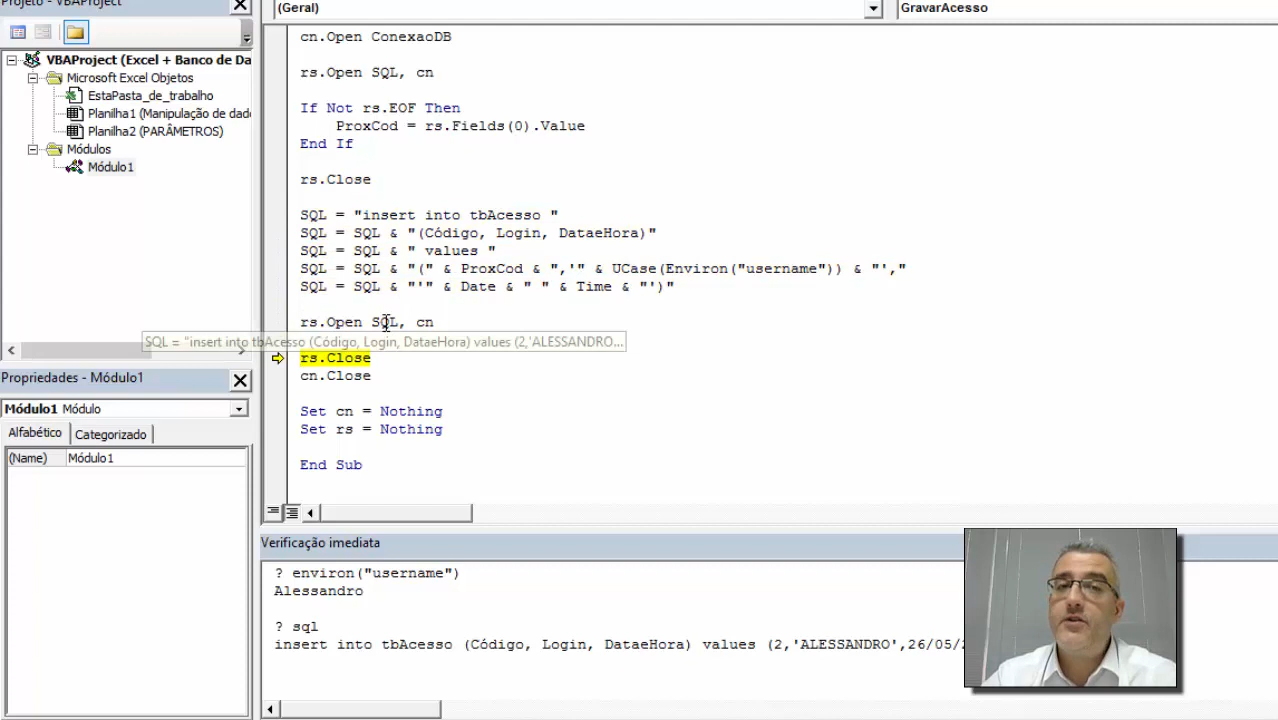 Projeto - VBAProject
(Geral)
GravarAcesso
VBAProject (Excel + Banco de Da
Microsoft Excel Objetos
EstaPasta_de_trabalho
Planilha1 (Manipulação de dado
Planilha2 (PARÂMETROS)
Módulos
Módulo1
cn.Open ConexaoDB
rs.Open SQL, cn
If Not rs.EOF Then
ProxCod = rs.Fields(0).Value
End If
rs.Close
SQL = "insert into tbAcesso "
SQL = SQL & "(Código, Login, DataeHora)"
SQL = SQL & " values "
SQL = SQL & "(" & ProxCod & ",'" & UCase(Environ("username")) & "',"
SQL = SQL & "'" & Date & " " & Time & "')"
rs.Open SQL, cn
SQL = "insert into tbAcesso (Código, Login, DataeHora) values (2,'ALESSANDRO...
rs.Close
cn.Close
Set cn = Nothing
Set rs = Nothing
End Sub
Propriedades - Módulo1
Módulo1 Módulo
Alfabético Categorizado
(Name) Módulo1
Verificação imediata
? environ("username")
Alessandro
? sql
insert into tbAcesso (Código, Login, DataeHora) values (2,'ALESSANDRO',26/05/